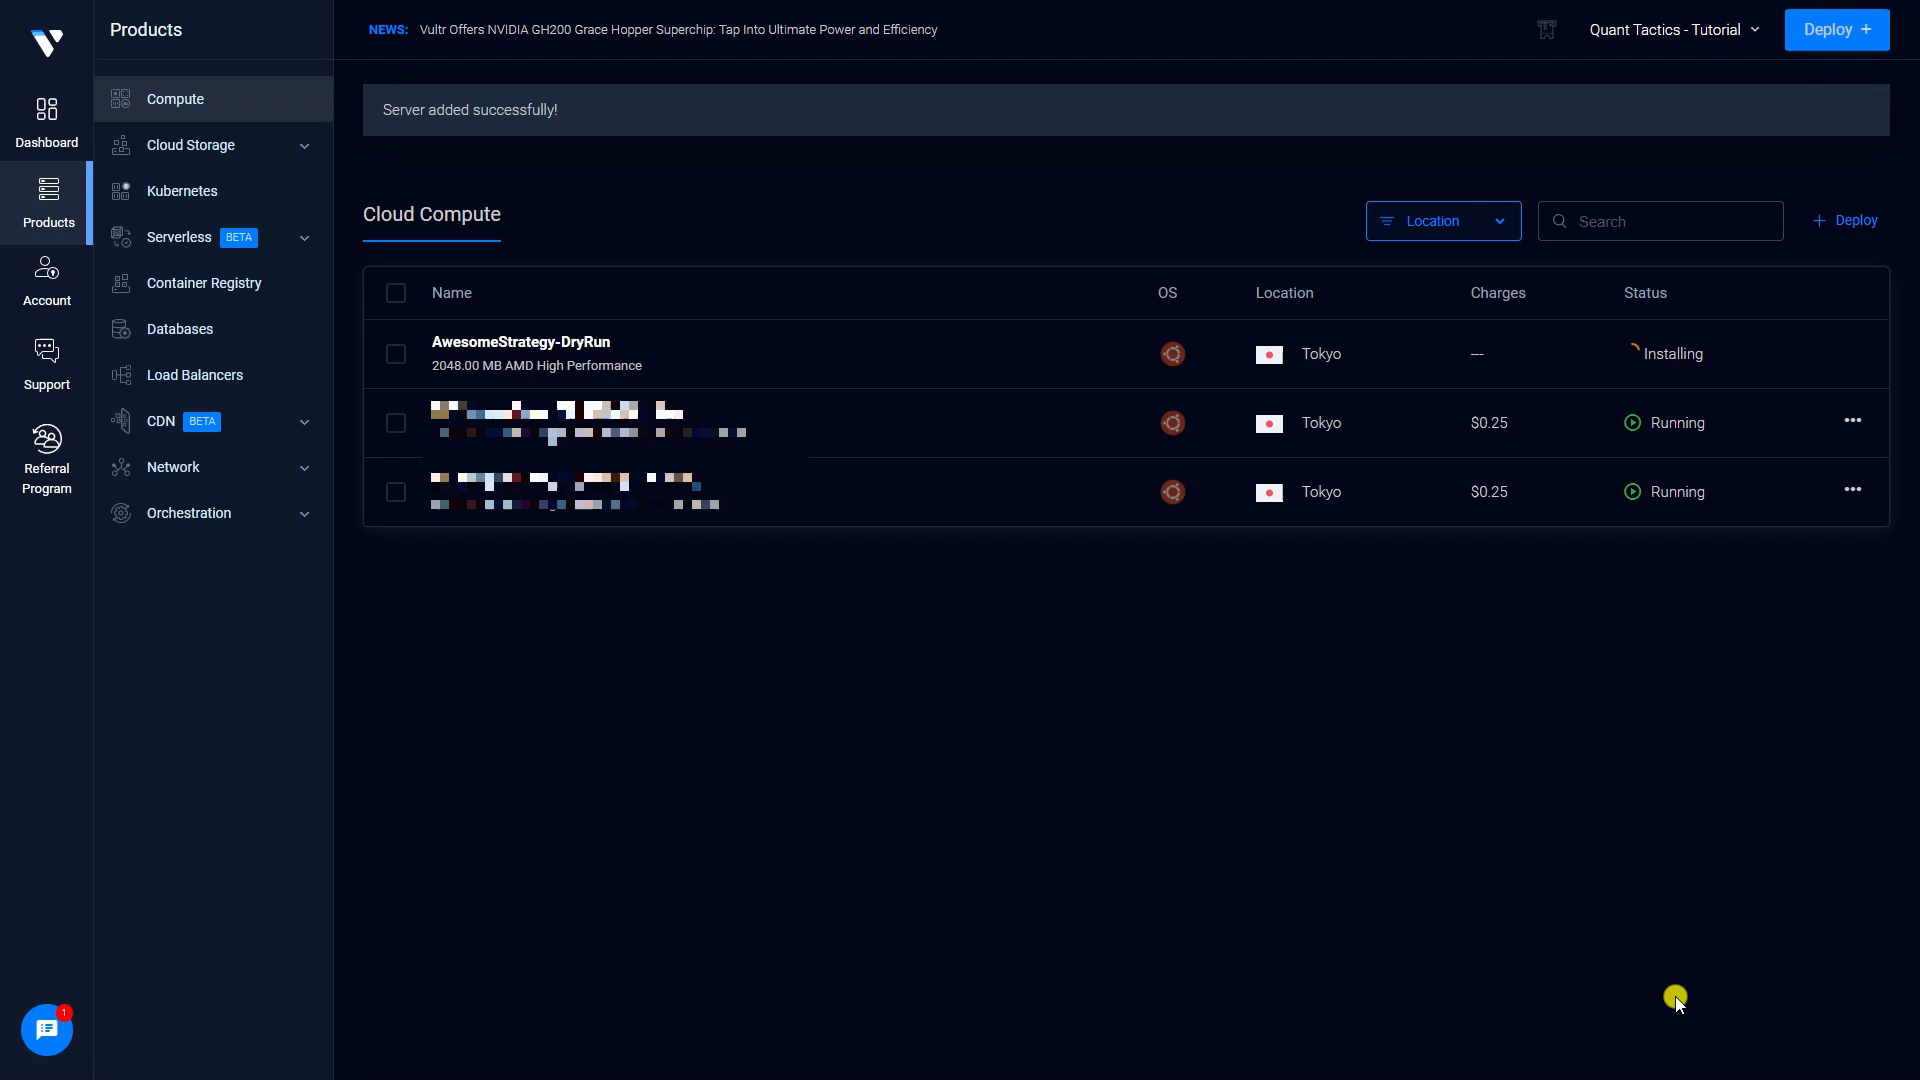 Products
NEWS: Vultr Offers NVIDIA GH200 Grace Hopper Superchip: Tap Into Ultimate Power and Efficiency
Quant Tactics - Tutorial
Deploy +
Dashboard
Products
Account
Support
Referral
Program
1
Compute
Cloud Storage
Kubernetes
Serverless BETA
Container Registry
Databases
Load Balancers
CDN BETA
Network
Orchestration
Server added successfully!
Cloud Compute
Location
Search
+ Deploy
Name OS Location Charges Status
AwesomeStrategy-DryRun
2048.00 MB AMD High Performance
Tokyo --- Installing
Tokyo $0.25 Running •••
Tokyo $0.25 Running •••